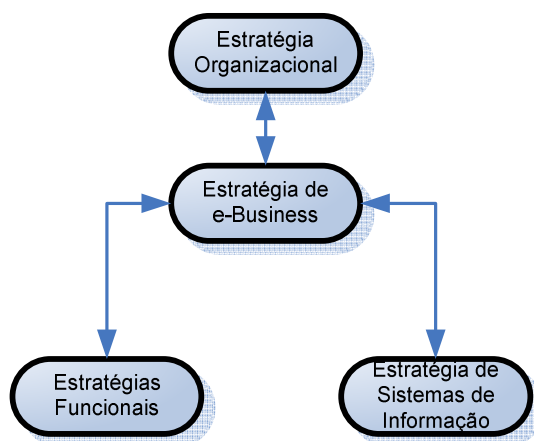 Estratégia
Organizacional
Estratégia de
e-Business
Estratégias
Funcionais
Estratégia de
Sistemas de
Informação